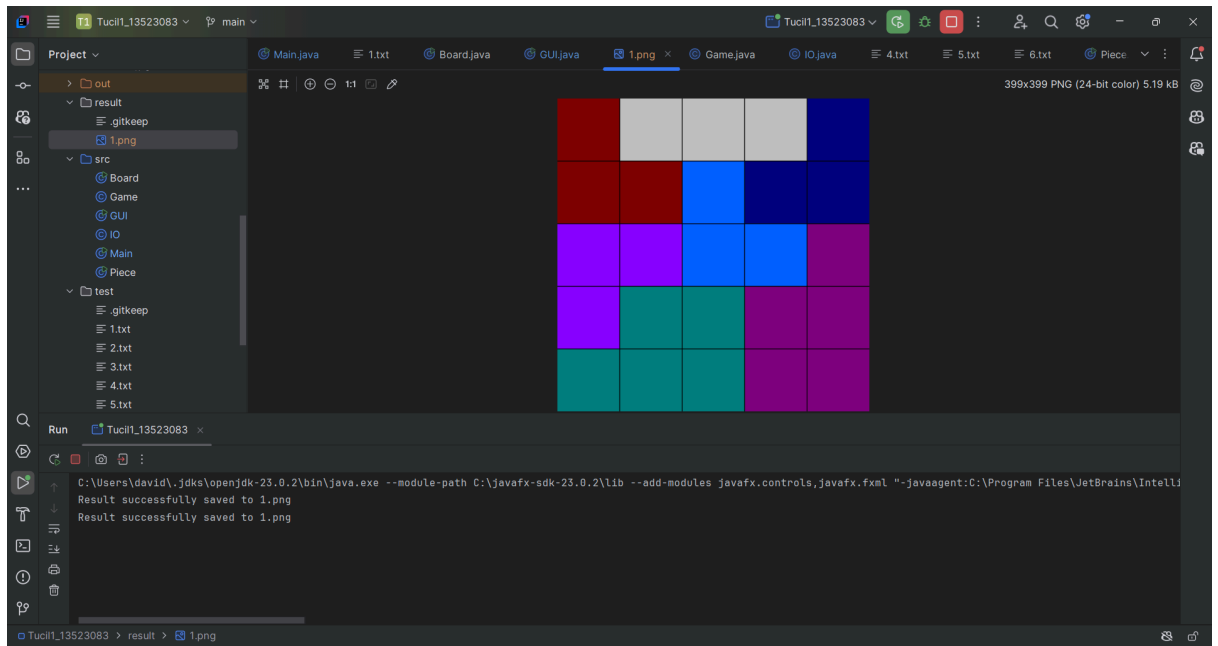 T1 Tucil1_13523083 main Tucil1_13523083
Project
Main.java 1.txt Board.java GUI.java 1.png Game.java IO.java 4.txt 5.txt 6.txt Piece
out
1:1 399x399 PNG (24-bit color) 5.19 kB
result
.gitkeep
1.png
src
Board
Game
GUI
IO
Main
Piece
test
.gitkeep
1.txt
2.txt
3.txt
4.txt
5.txt
Run Tucil1_13523083
C:\Users\david\.jdks\openjdk-23.0.2\bin\java.exe --module-path C:\javafx-sdk-23.0.2\lib --add-modules javafx.controls,javafx.fxml "-javaagent:C:\Program Files\JetBrains\Intelli
Result successfully saved to 1.png
Result successfully saved to 1.png
Tucil1_13523083 > result > 1.png